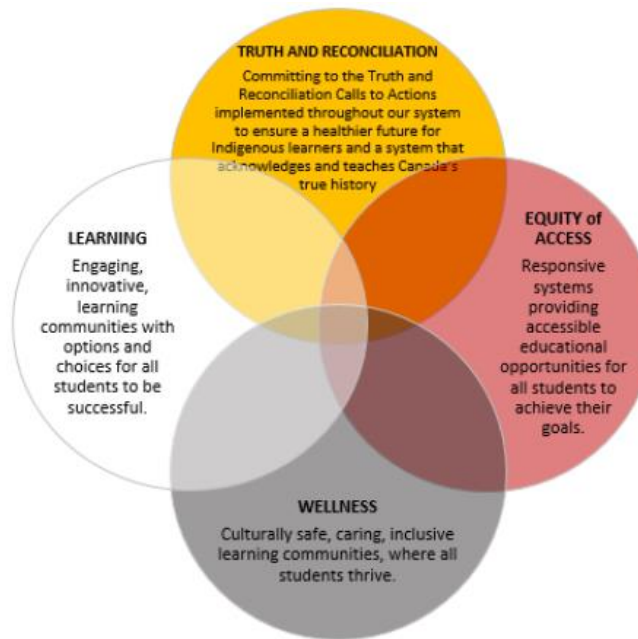 TRUTH AND RECONCILIATION
Committing to the Truth and
Reconciliation Calls to Actions
implemented throughout our system
to ensure a healthier future for
Indigenous learners and a system that
acknowledges and teaches Canada's
true history
LEARNING
Engaging,
innovative,
learning
communities with
options and
choices for all
students to be
successful.
EQUITY of
ACCESS
Responsive
systems
providing
accessible
educational
opportunities for
all students to
achieve their
goals.
WELLNESS
Culturally safe, caring, inclusive
learning communities, where all
students thrive.